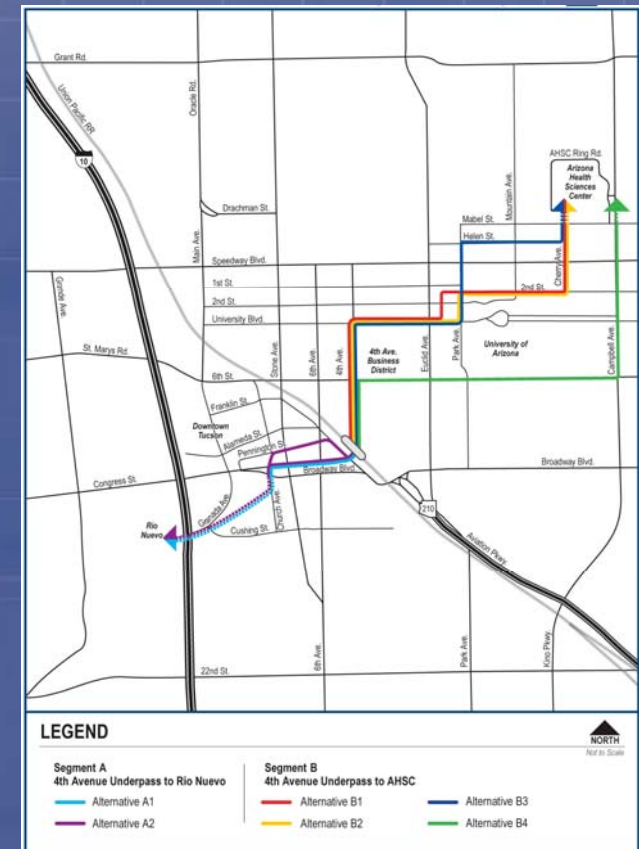 Grant Rd.
Union Pacific RR
Oracle Rd.
10
AHSC Ring Rd.
Arizona
Health
Sciences
Center
Mountain Ave.
Drachman St.
Mabel St.
Helen St.
Main Ave.
Cherry Ave.
Speedway Blvd.
Grande Ave.
1st St.
2nd St.
2nd St.
University Blvd.
Stone Ave.
6th Ave.
4th Ave.
4th Ave.
Business
District
Euclid Ave.
Park Ave.
University of
Arizona
Campbell Ave.
St. Marys Rd.
6th St.
Franklin St.
Downtown
Tucson
Alameda St.
Pennington St.
Broadway Blvd.
Broadway Blvd.
Congress St.
Granada Ave.
Church Ave.
210
Rio
Nuevo
Cushing St.
Aviation Pkwy.
6th Ave.
Park Ave.
Kino Pkwy.
22nd St.
LEGEND
NORTH
Not to Scale
Segment A
4th Avenue Underpass to Rio Nuevo
Alternative A1
Alternative A2
Segment B
4th Avenue Underpass to AHSC
Alternative B1
Alternative B2
Alternative B3
Alternative B4